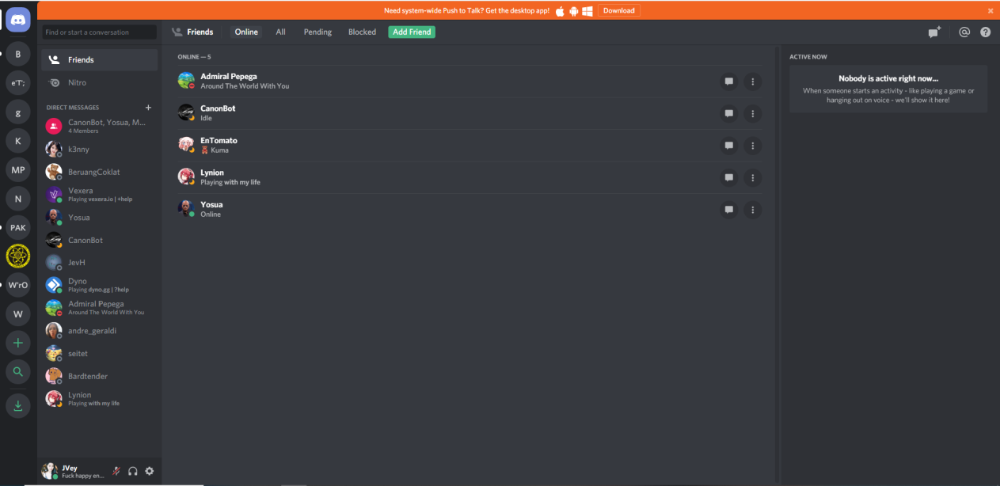 Need system-wide Push to Talk? Get the desktop app!
Download
Find or start a conversation
Friends
Online
All
Pending
Blocked
Add Friend
B
e'T';
g
K
MP
N
PAK
W'rO
W
Friends
Nitro
DIRECT MESSAGES
CanonBot, Yosua, M...
4 Members
k3nny
BeruangCoklat
Vexera
Playing vexera.io | +help
Yosua
CanonBot
JevH
Dyno
Playing dyno.gg | ?help
Admiral Pepega
Around The World With You
andre_geraldi
seitet
Bardtender
Lynion
Playing with my life
JVey
Fuck happy en...
ONLINE — 5
Admiral Pepega
Around The World With You
CanonBot
Idle
EnTomato
Kuma
Lynion
Playing with my life
Yosua
Online
ACTIVE NOW
Nobody is active right now...
When someone starts an activity - like playing a game or
hanging out on voice - we'll show it here!